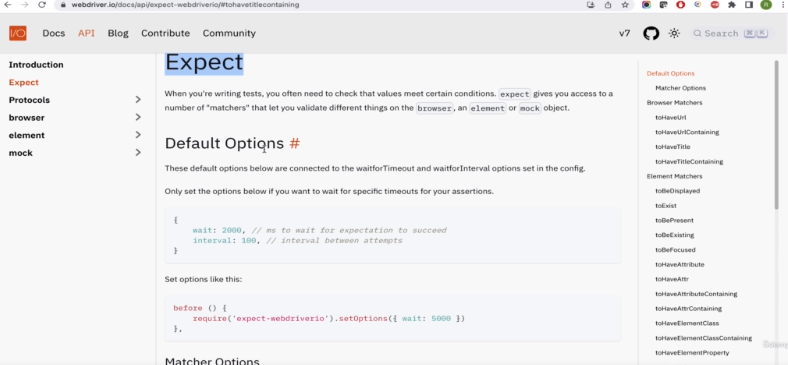 webdriver.io/docs/api/expect-webdriverio/#tohavetitlecontaining
I/O Docs API Blog Contribute Community v7 Search ⌘ K
Introduction
Expect
Protocols
browser
element
mock
Expect
When you're writing tests, you often need to check that values meet certain conditions. expect gives you access to a
number of "matchers" that let you validate different things on the browser, an element or mock object.
Default Options #
These default options below are connected to the waitforTimeout and waitforInterval options set in the config.
Only set the options below if you want to wait for specific timeouts for your assertions.
{
wait: 2000, // ms to wait for expectation to succeed
interval: 100, // interval between attempts
}
Set options like this:
before () {
require('expect-webdriverio').setOptions({ wait: 5000 })
},
Matcher Options
Default Options
Matcher Options
Browser Matchers
toHaveUrl
toHaveUrlContaining
toHaveTitle
toHaveTitleContaining
Element Matchers
toBeDisplayed
toExist
toBePresent
toBeExisting
toBeFocused
toHaveAttribute
toHaveAttr
toHaveAttributeContaining
toHaveAttrContaining
toHaveElementClass
toHaveElementClassContaining
toHaveElementProperty